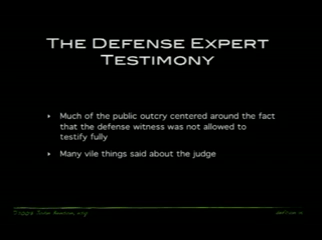 THE DEFENSE EXPERT
TESTIMONY
Much of the public outcry centered around the fact
that the defense witness was not allowed to
testify fully
Many vile things said about the judge